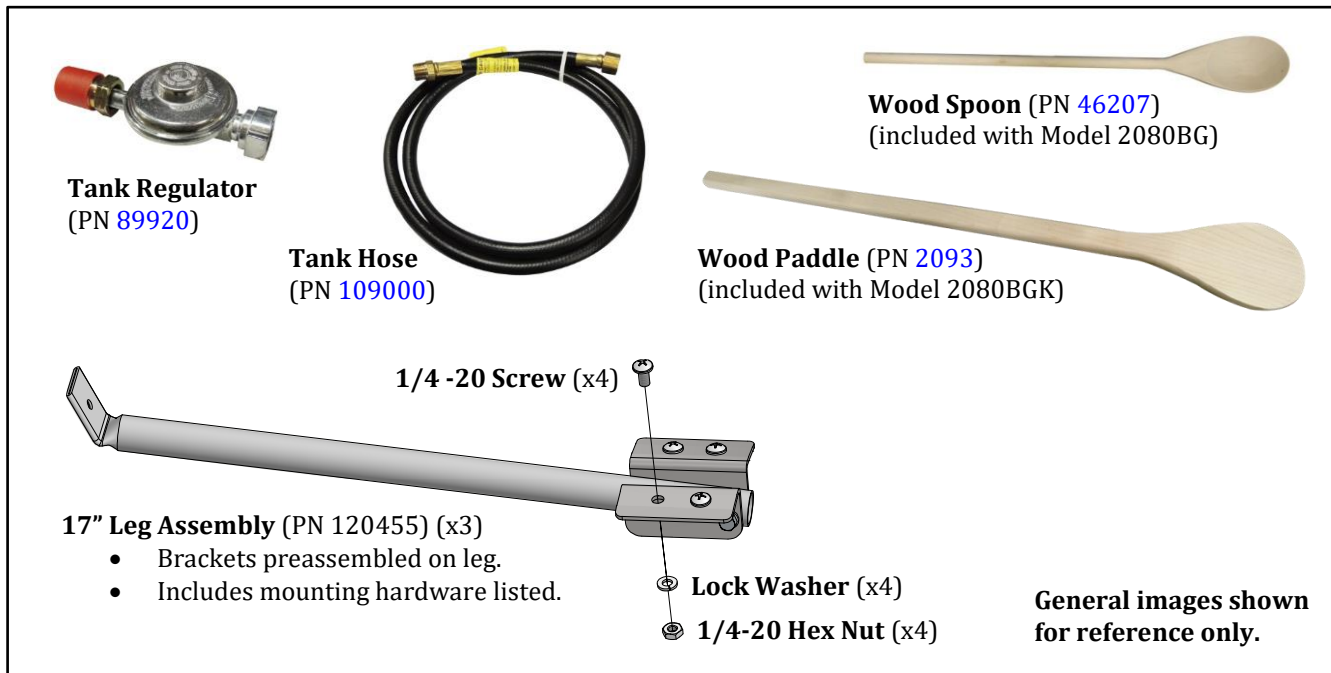 Tank Regulator
(PN 89920)
Tank Hose
(PN 109000)
Wood Spoon (PN 46207)
(included with Model 2080BG)
Wood Paddle (PN 2093)
(included with Model 2080BGK)
1/4 -20 Screw (x4)
17” Leg Assembly (PN 120455) (x3)
• Brackets preassembled on leg.
• Includes mounting hardware listed.
Lock Washer (x4)
1/4-20 Hex Nut (x4)
General images shown
for reference only.